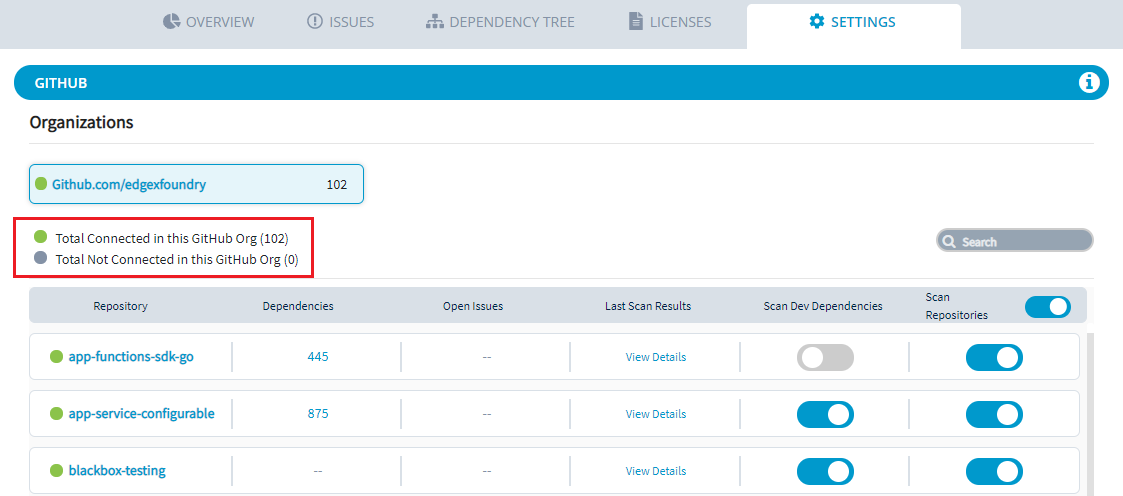 OVERVIEW ISSUES DEPENDENCY TREE LICENSES SETTINGS
GITHUB
Organizations
Github.com/edgexfoundry 102
Total Connected in this GitHub Org (102)
Total Not Connected in this GitHub Org (0)
Search
Repository Dependencies Open Issues Last Scan Results Scan Dev Dependencies Scan
Repositories
app-functions-sdk-go 445 -- View Details
app-service-configurable 875 -- View Details
blackbox-testing -- -- View Details